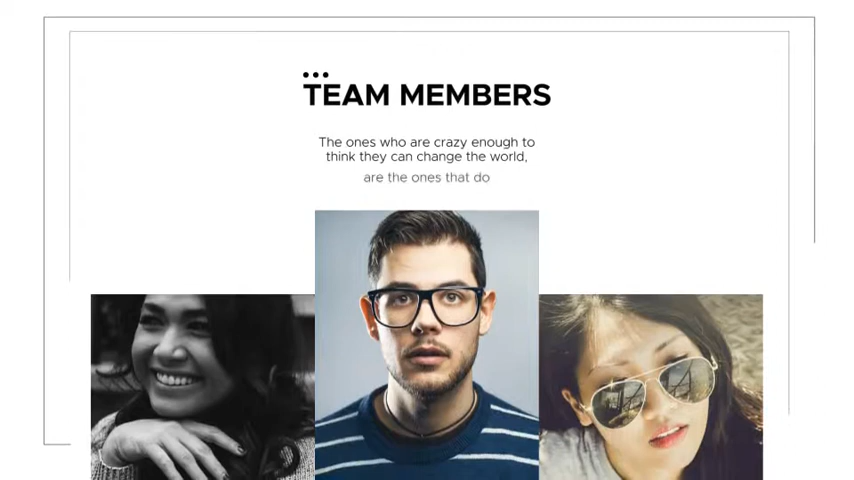 TEAM MEMBERS
The ones who are crazy enough to
think they can change the world,
are the ones that do